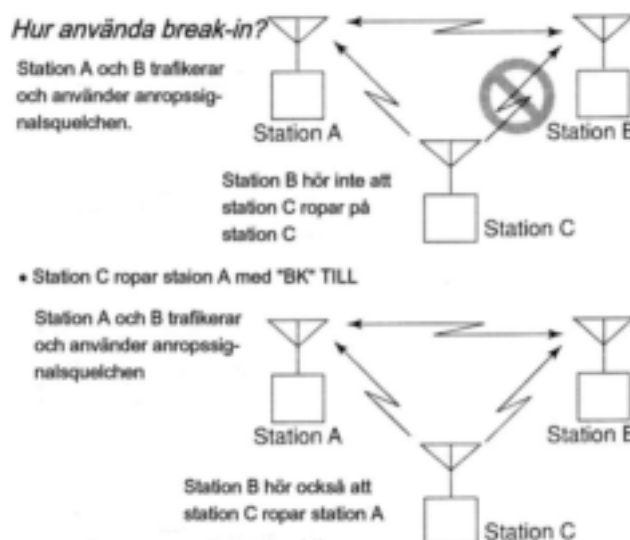 Hur använda break-in?
Station A och B trafikerar
och använder anropssig-
nalsquelchen.
Station A
Station B
Station B hör inte att
station C ropar på
station C
Station C
• Station C ropar staion A med "BK" TILL
Station A och B trafikerar
och använder anropssig-
nalsquelchen
Station A
Station B
Station B hör också att
station C ropar station A
Station C